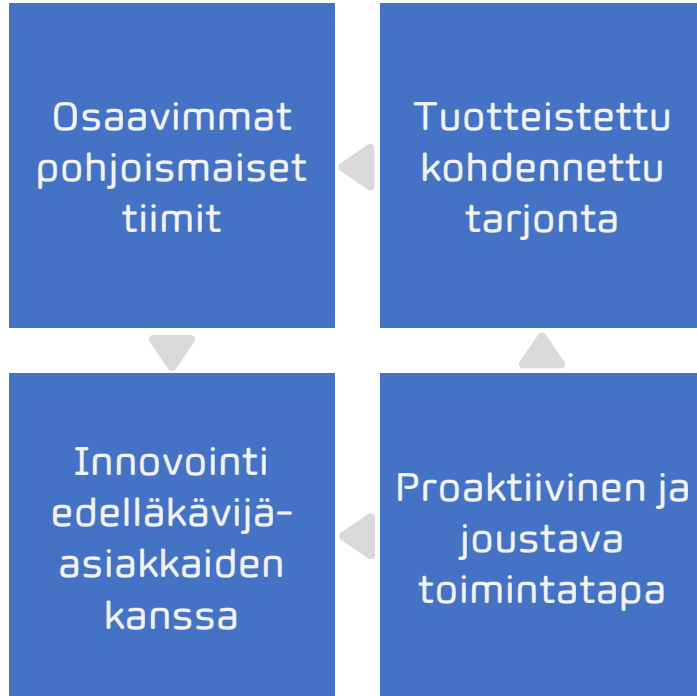 Osaavimmat
pohjoismaiset
tiimit
Tuotteistettu
kohdennettu
tarjonta
Innovointi
edelläkävijä-
asiakkaiden
kanssa
Proaktiivinen ja
joustava
toimintatapa